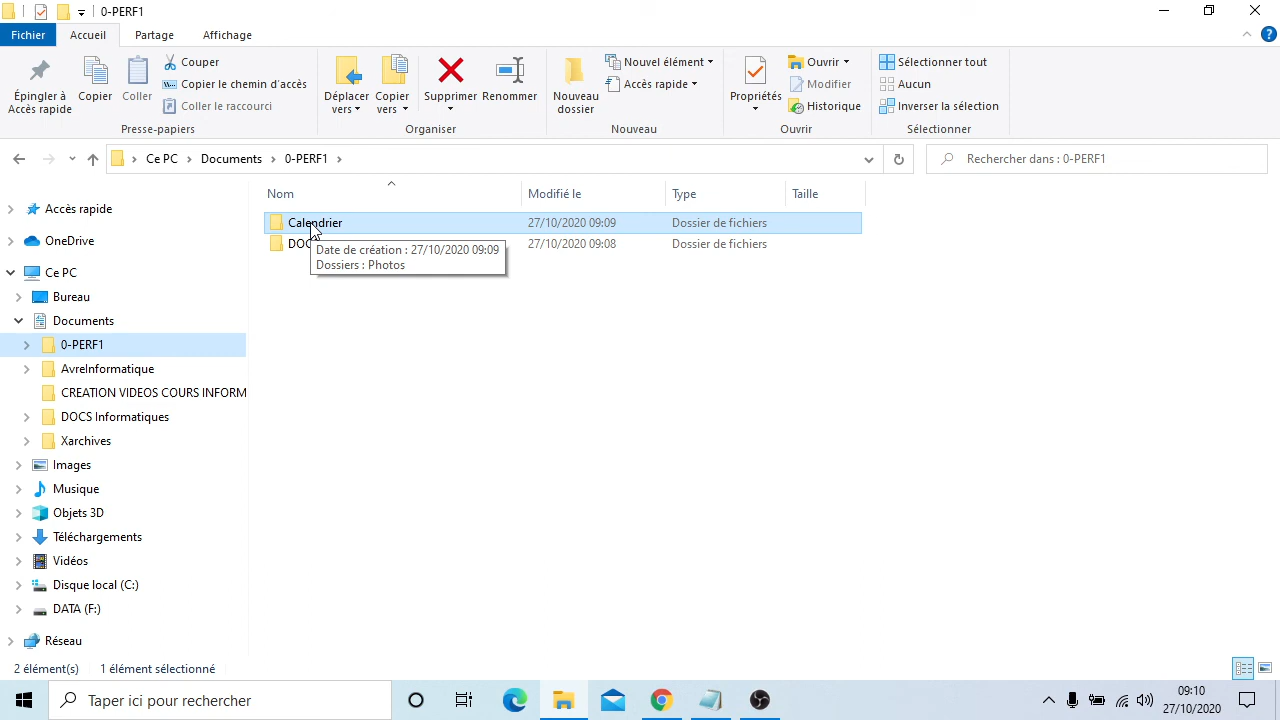 0-PERF1
Fichier Accueil Partage Affichage
Épingler à Accès rapide
Copier
Coller
Couper
Copier le chemin d'accès
Coller le raccourci
Presse-papiers
Déplacer vers
Copier vers
Supprimer
Renommer
Organiser
Nouveau dossier
Nouvel élément
Accès rapide
Nouveau
Propriétés
Ouvrir
Modifier
Historique
Ouvrir
Sélectionner tout
Aucun
Inverser la sélection
Sélectionner
Ce PC Documents 0-PERF1
Rechercher dans : 0-PERF1
Nom Modifié le Type Taille
Calendrier 27/10/2020 09:09 Dossier de fichiers
DOC 27/10/2020 09:08 Dossier de fichiers
Date de création : 27/10/2020 09:09
Dossiers : Photos
Accès rapide
OneDrive
Ce PC
Bureau
Documents
0-PERF1
AvreInformatique
CREATION VIDEOS COURS INFORM
DOCS Informatiques
Xarchives
Images
Musique
Objets 3D
Téléchargements
Vidéos
Disque local (C:)
DATA (F:)
Réseau
2 élément(s) 1 élément sélectionné
Taper ici pour rechercher
09:10
27/10/2020